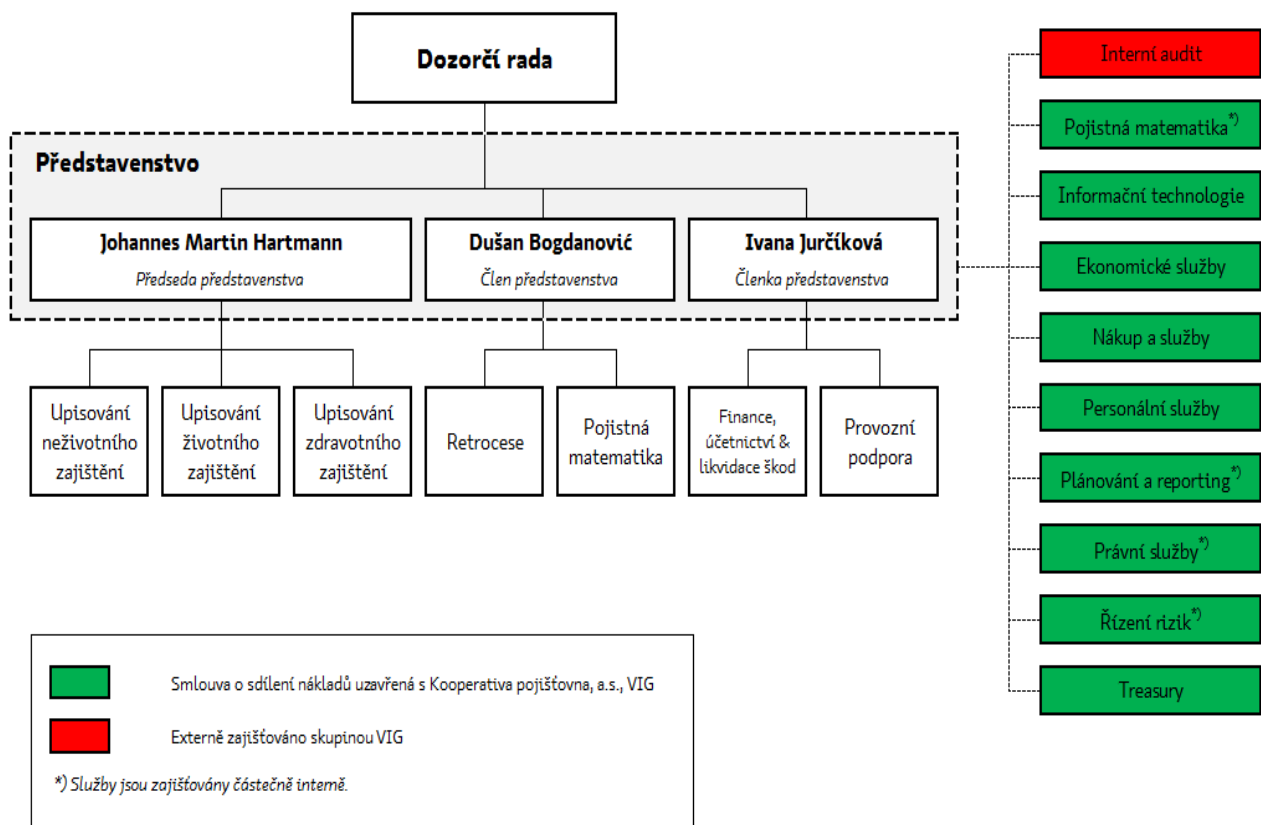 Dozorčí rada
Představenstvo
Johannes Martin Hartmann
Předseda představenstva
Dušan Bogdanović
Člen představenstva
Ivana Jurčíková
Členka představenstva
Upisování
neživotního
zajištění
Upisování
životního
zajištění
Upisování
zdravotního
zajištění
Retrocese
Pojistná
matematika
Finance,
účetnictví &
likvidace škod
Provozní
podpora
Interní audit
Pojistná matematika*)
Informační technologie
Ekonomické služby
Nákup a služby
Personální služby
Plánování a reporting*)
Právní služby*)
Řízení rizik*)
Treasury
Smlouva o sdílení nákladů uzavřená s Kooperativa pojišťovna, a.s., VIG
Externě zajišťováno skupinou VIG
*) Služby jsou zajišťovány částečně interně.